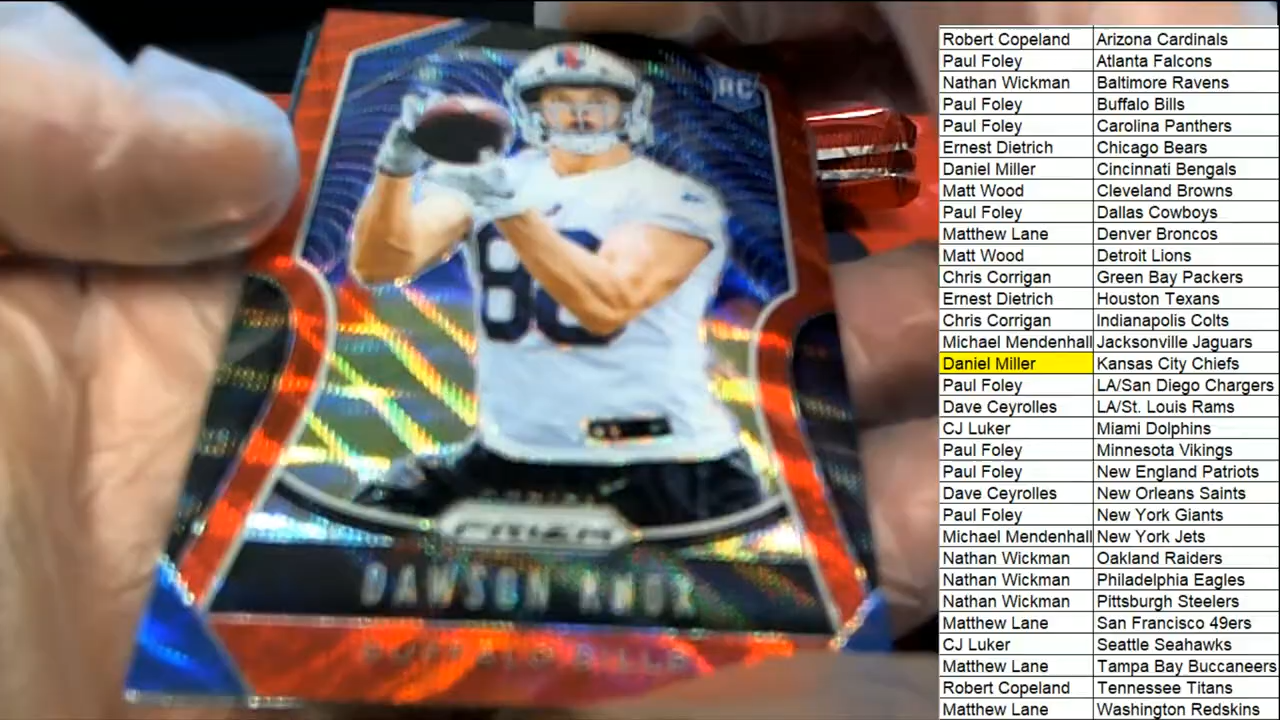 RC
88
PRIZM
DAWSON KNOX
BUFFALO BILLS
Robert Copeland Arizona Cardinals
Paul Foley Atlanta Falcons
Nathan Wickman Baltimore Ravens
Paul Foley Buffalo Bills
Paul Foley Carolina Panthers
Ernest Dietrich Chicago Bears
Daniel Miller Cincinnati Bengals
Matt Wood Cleveland Browns
Paul Foley Dallas Cowboys
Matthew Lane Denver Broncos
Matt Wood Detroit Lions
Chris Corrigan Green Bay Packers
Ernest Dietrich Houston Texans
Chris Corrigan Indianapolis Colts
Michael Mendenhall Jacksonville Jaguars
Daniel Miller Kansas City Chiefs
Paul Foley LA/San Diego Chargers
Dave Ceyrolles LA/St. Louis Rams
CJ Luker Miami Dolphins
Paul Foley Minnesota Vikings
Paul Foley New England Patriots
Dave Ceyrolles New Orleans Saints
Paul Foley New York Giants
Michael Mendenhall New York Jets
Nathan Wickman Oakland Raiders
Nathan Wickman Philadelphia Eagles
Nathan Wickman Pittsburgh Steelers
Matthew Lane San Francisco 49ers
CJ Luker Seattle Seahawks
Matthew Lane Tampa Bay Buccaneers
Robert Copeland Tennessee Titans
Matthew Lane Washington Redskins